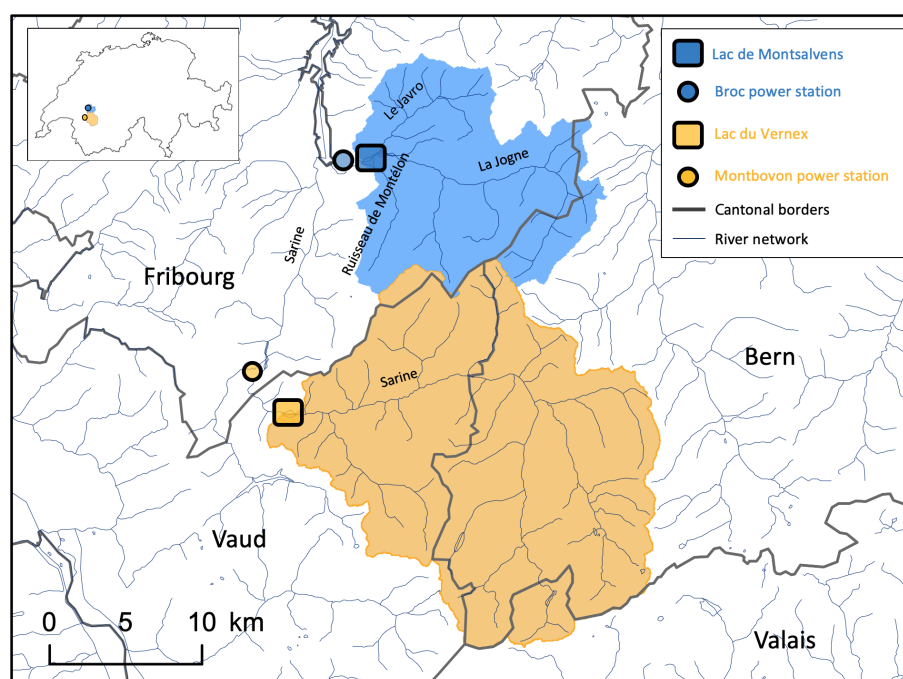 Lac de Montsalvens
Broc power station
Lac du Vernex
Montbovon power station
Cantonal borders
River network
Le Javro
La Jogne
Ruisseau de Montélon
Sarine
Fribourg
Sarine
Bern
Vaud
Valais
0 5 10 km